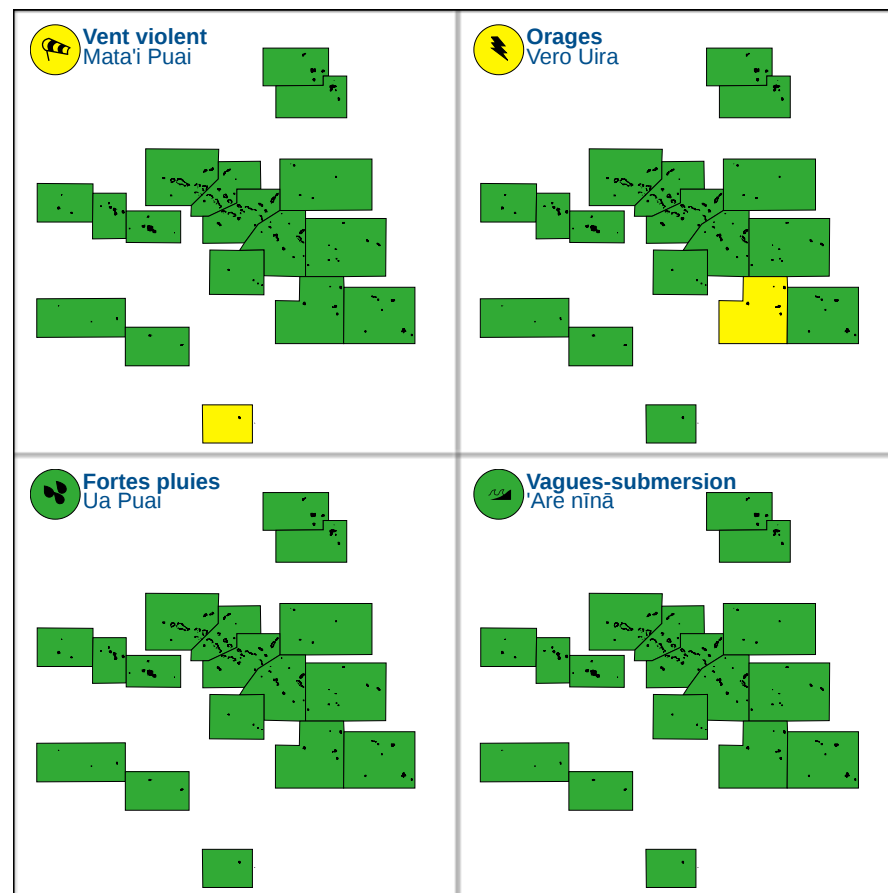 Vent violent
Mata'i Puai
Orages
Vero Uira
Fortes pluies
Ua Puai
Vagues-submersion
'Are nīnā